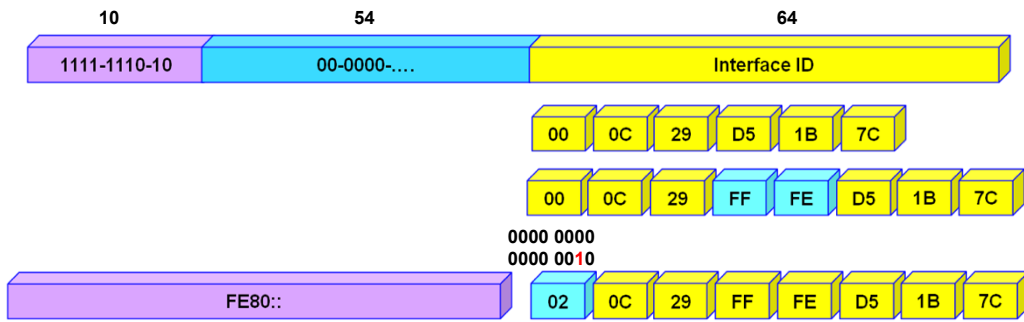 10 54 64
1111-1110-10 00-0000-.... Interface ID
00 0C 29 D5 1B 7C
00 0C 29 FF FE D5 1B 7C
0000 0000
0000 0010
FE80:: 02 0C 29 FF FE D5 1B 7C